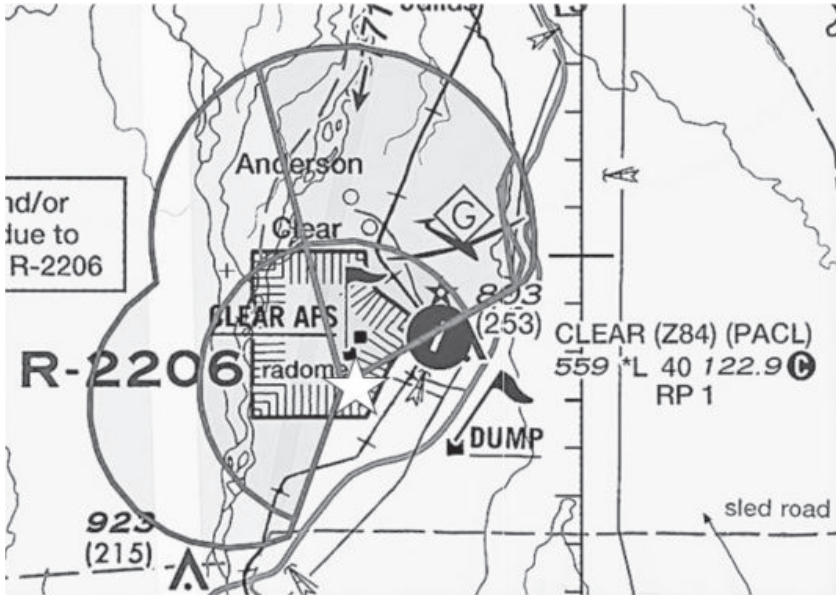 Anderson
nd/or
due to
R-2206
Clear
G
CLEAR AFS
803
(253)
CLEAR (Z84) (PACL)
559 *L 40 122.9 C
RP 1
R-2206
radome
DUMP
sled road
923
(215)